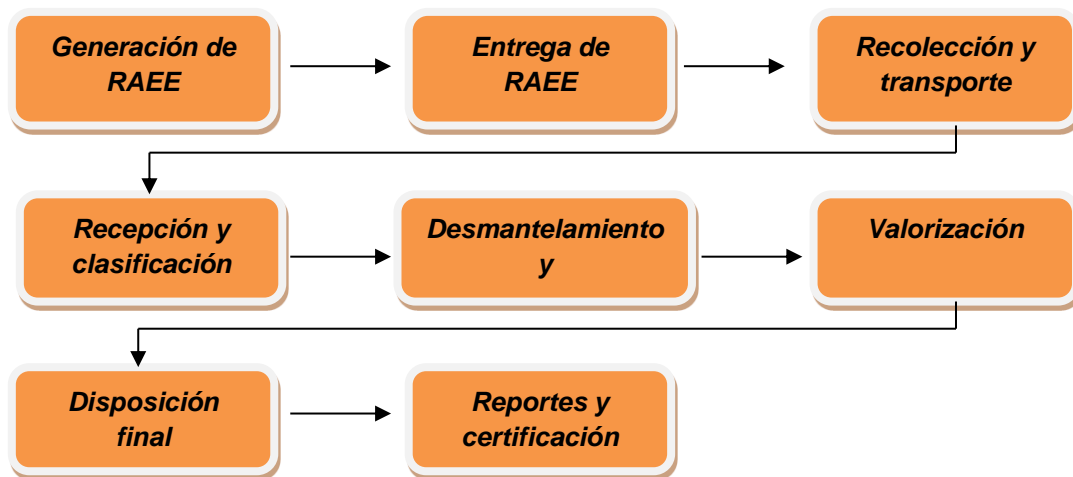 Generación de
RAEE
Entrega de
RAEE
Recolección y
transporte
Recepción y
clasificación
Desmantelamiento
y
Valorización
Disposición
final
Reportes y
certificación